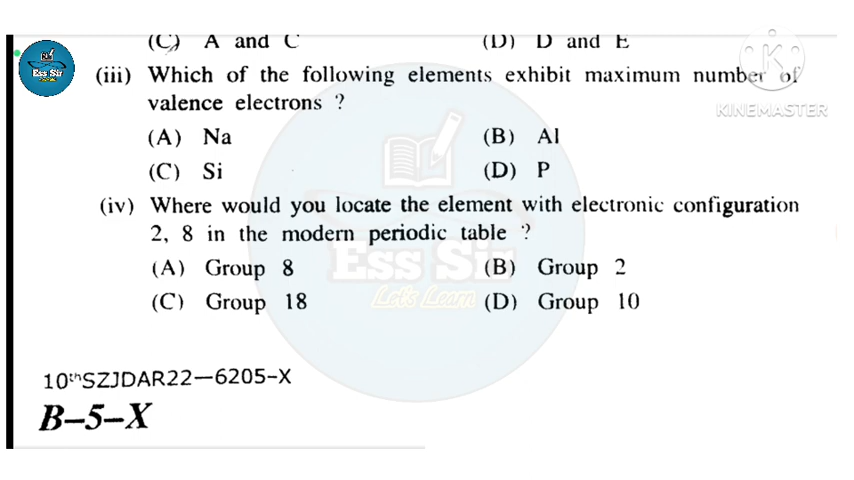 (C) A and C (D) D and E
Ess Sir
(iii) Which of the following elements exhibit maximum number of
valence electrons ?
KINEMASTER
(A) Na (B) Al
(C) Si (D) P
(iv) Where would you locate the element with electronic configuration
2, 8 in the modern periodic table ?
(A) Group 8 (B) Group 2
Ess Sir
(C) Group 18 (D) Group 10
Let's Learn
10thSZJDAR22—6205-X
B–5–X